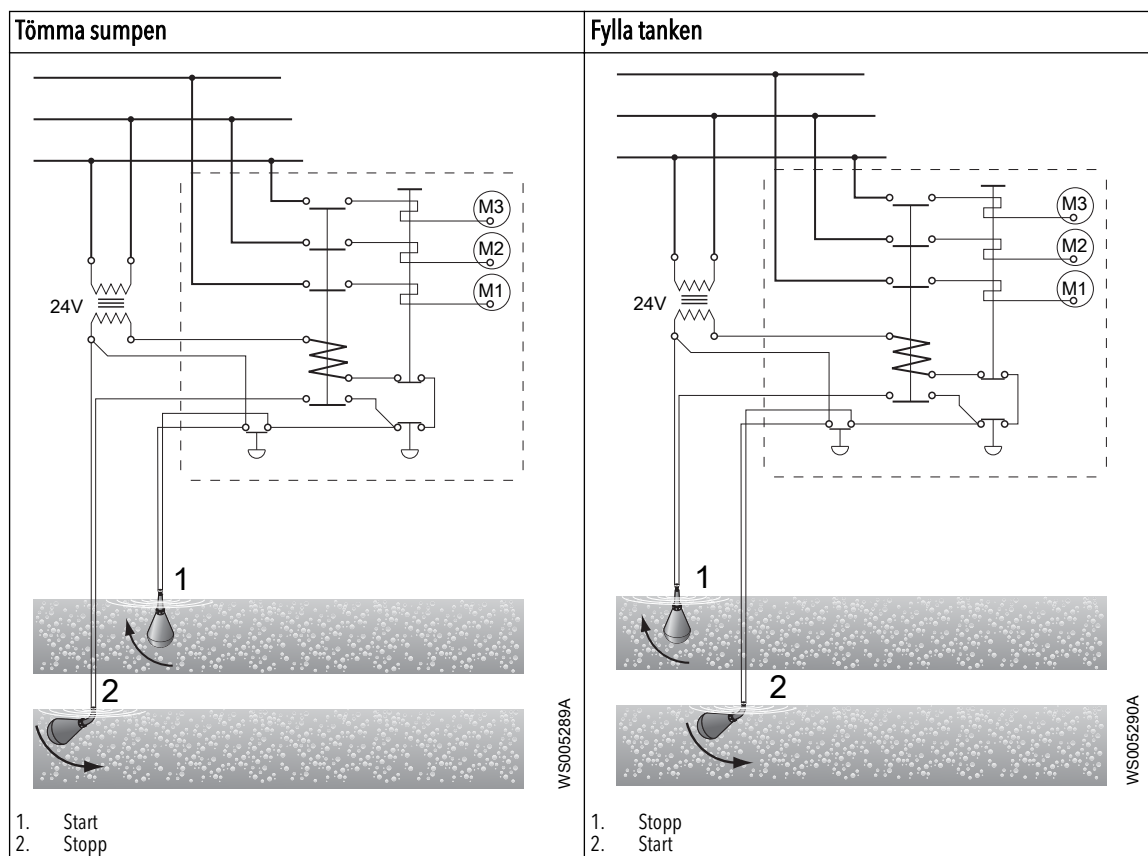 Tömma sumpen
M3
M2
M1
24V
1
2
WS005289A
1. Start
2. Stopp
Fylla tanken
M3
M2
M1
24V
1
2
WS005290A
1. Stopp
2. Start